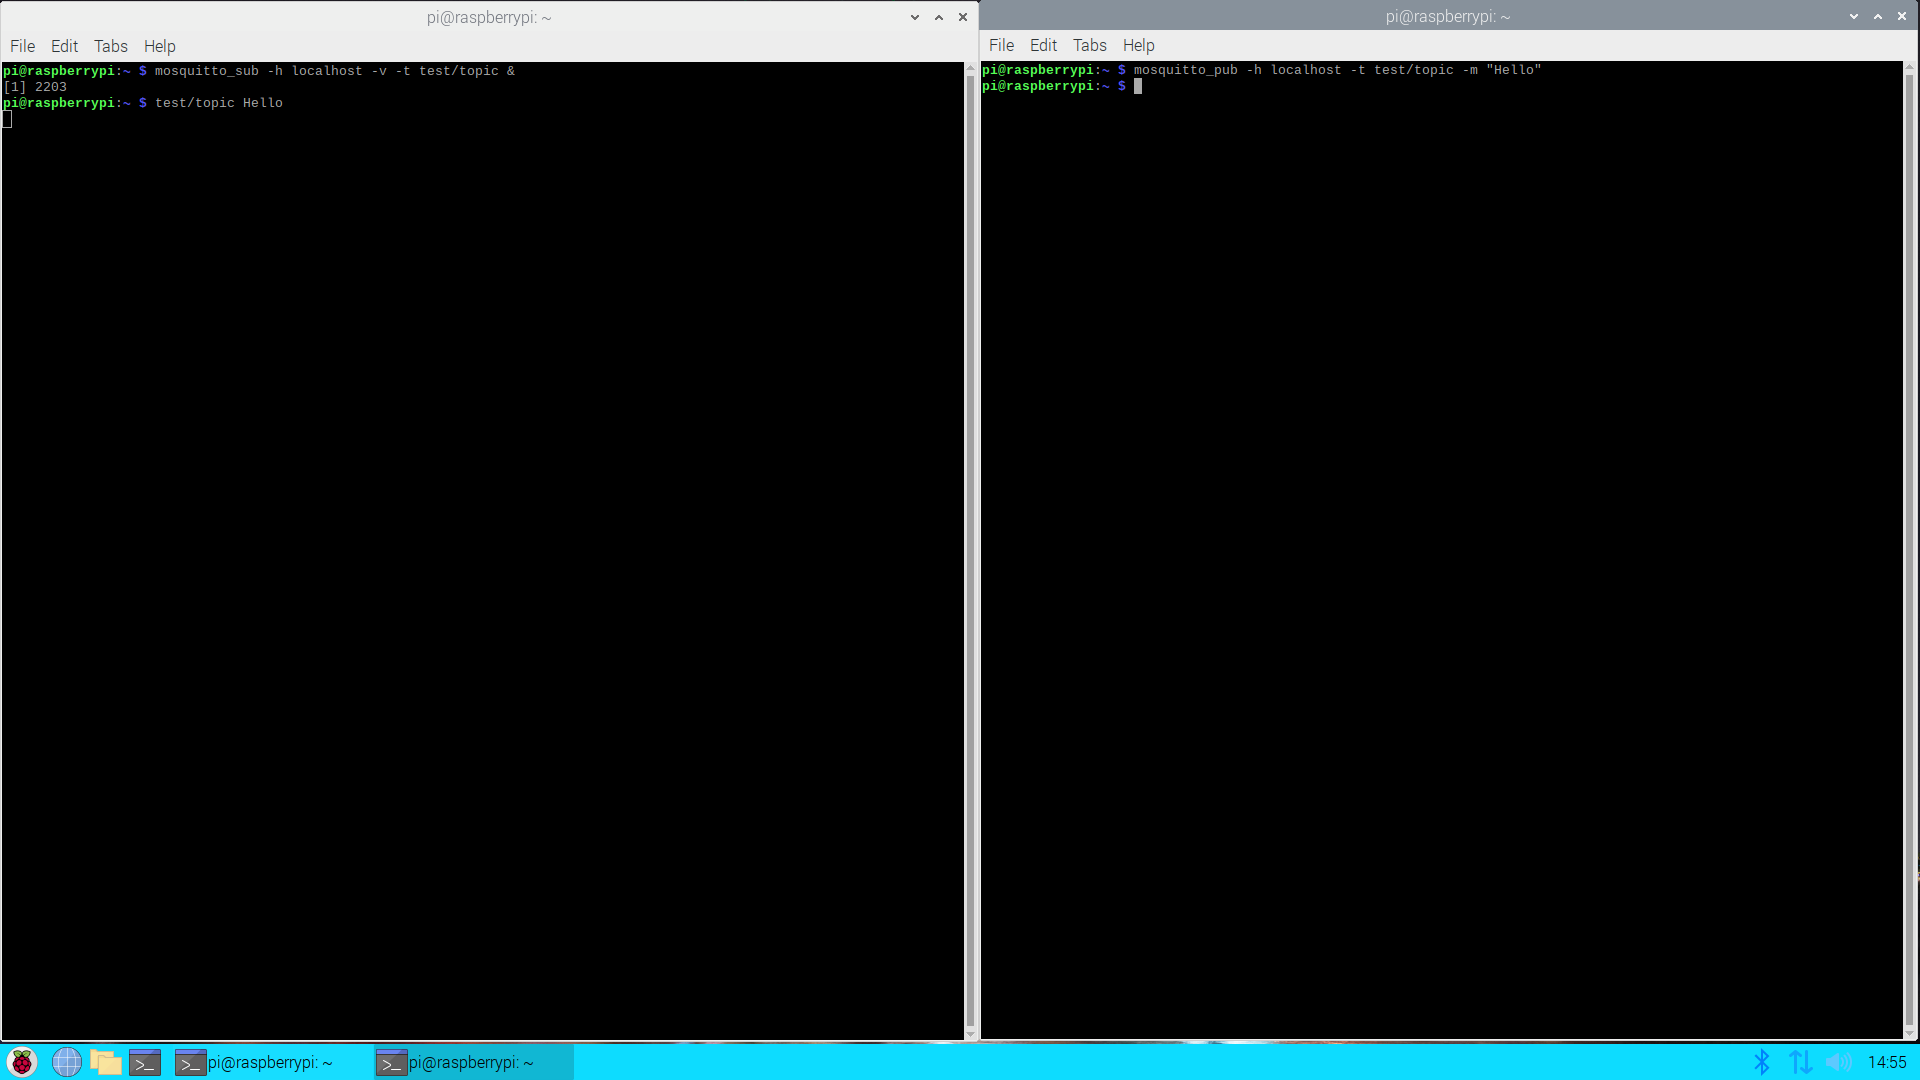 pi@raspberrypi: ~
File Edit Tabs Help
pi@raspberrypi:~ $ mosquitto_sub -h localhost -v -t test/topic &
[1] 2203
pi@raspberrypi:~ $ test/topic Hello
pi@raspberrypi: ~
File Edit Tabs Help
pi@raspberrypi:~ $ mosquitto_pub -h localhost -t test/topic -m "Hello"
pi@raspberrypi:~ $
>_ >_ pi@raspberrypi: ~ >_ pi@raspberrypi: ~ 14:55